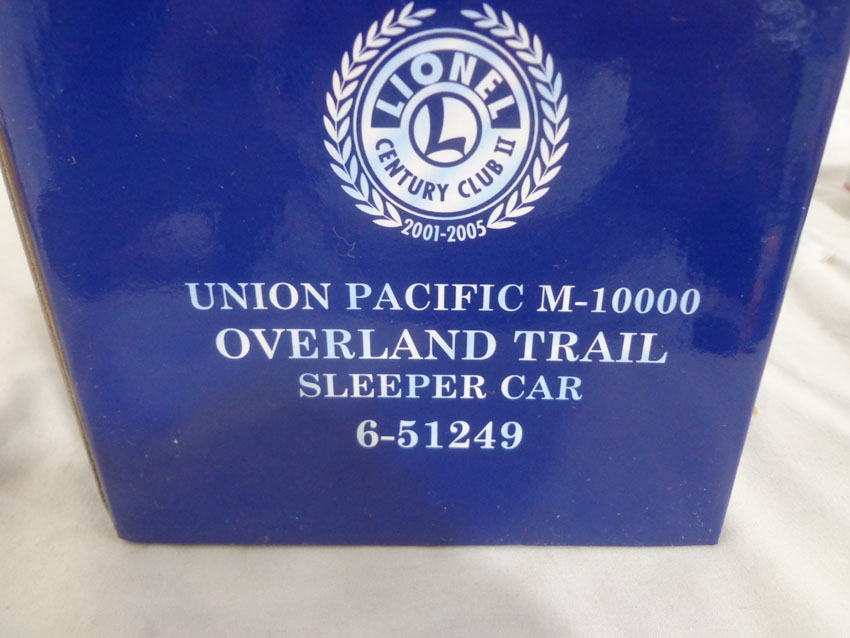 LIONEL
L
CENTURY CLUB II
2001-2005
UNION PACIFIC M-10000
OVERLAND TRAIL
SLEEPER CAR
6-51249